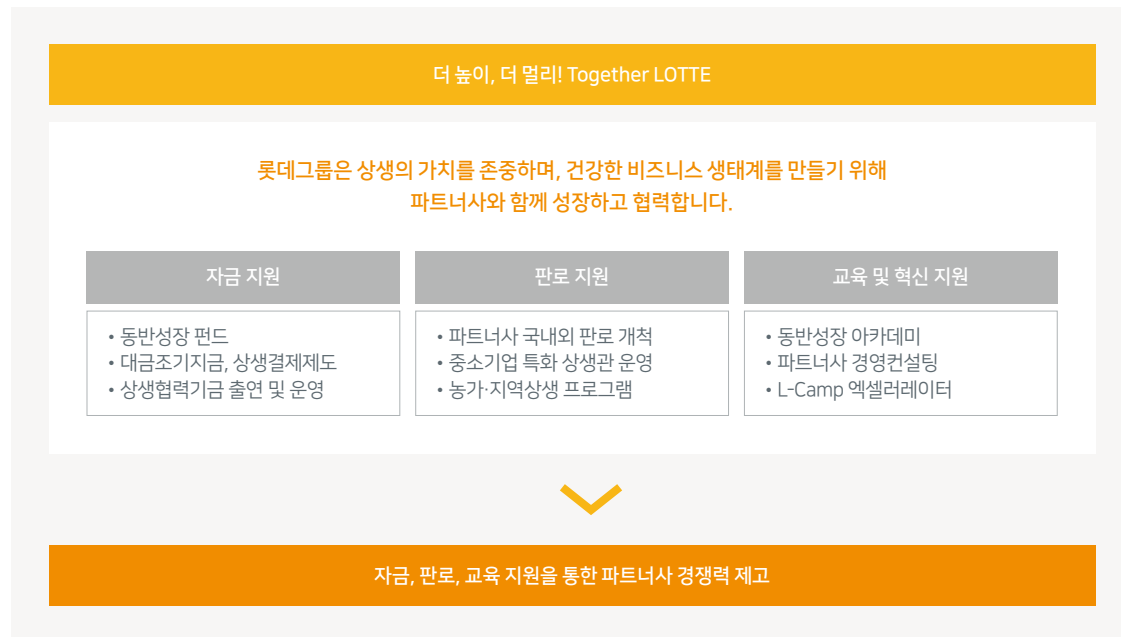 더 높이, 더 멀리! Together LOTTE
롯데그룹은 상생의 가치를 존중하며, 건강한 비즈니스 생태계를 만들기 위해
파트너사와 함께 성장하고 협력합니다.
자금 지원
• 동반성장 펀드
• 대금조기지금, 상생결제제도
• 상생협력기금 출연 및 운영
판로 지원
• 파트너사 국내외 판로 개척
• 중소기업 특화 상생관 운영
• 농가·지역상생 프로그램
교육 및 혁신 지원
• 동반성장 아카데미
• 파트너사 경영컨설팅
• L-Camp 엑셀러레이터
자금, 판로, 교육 지원을 통한 파트너사 경쟁력 제고